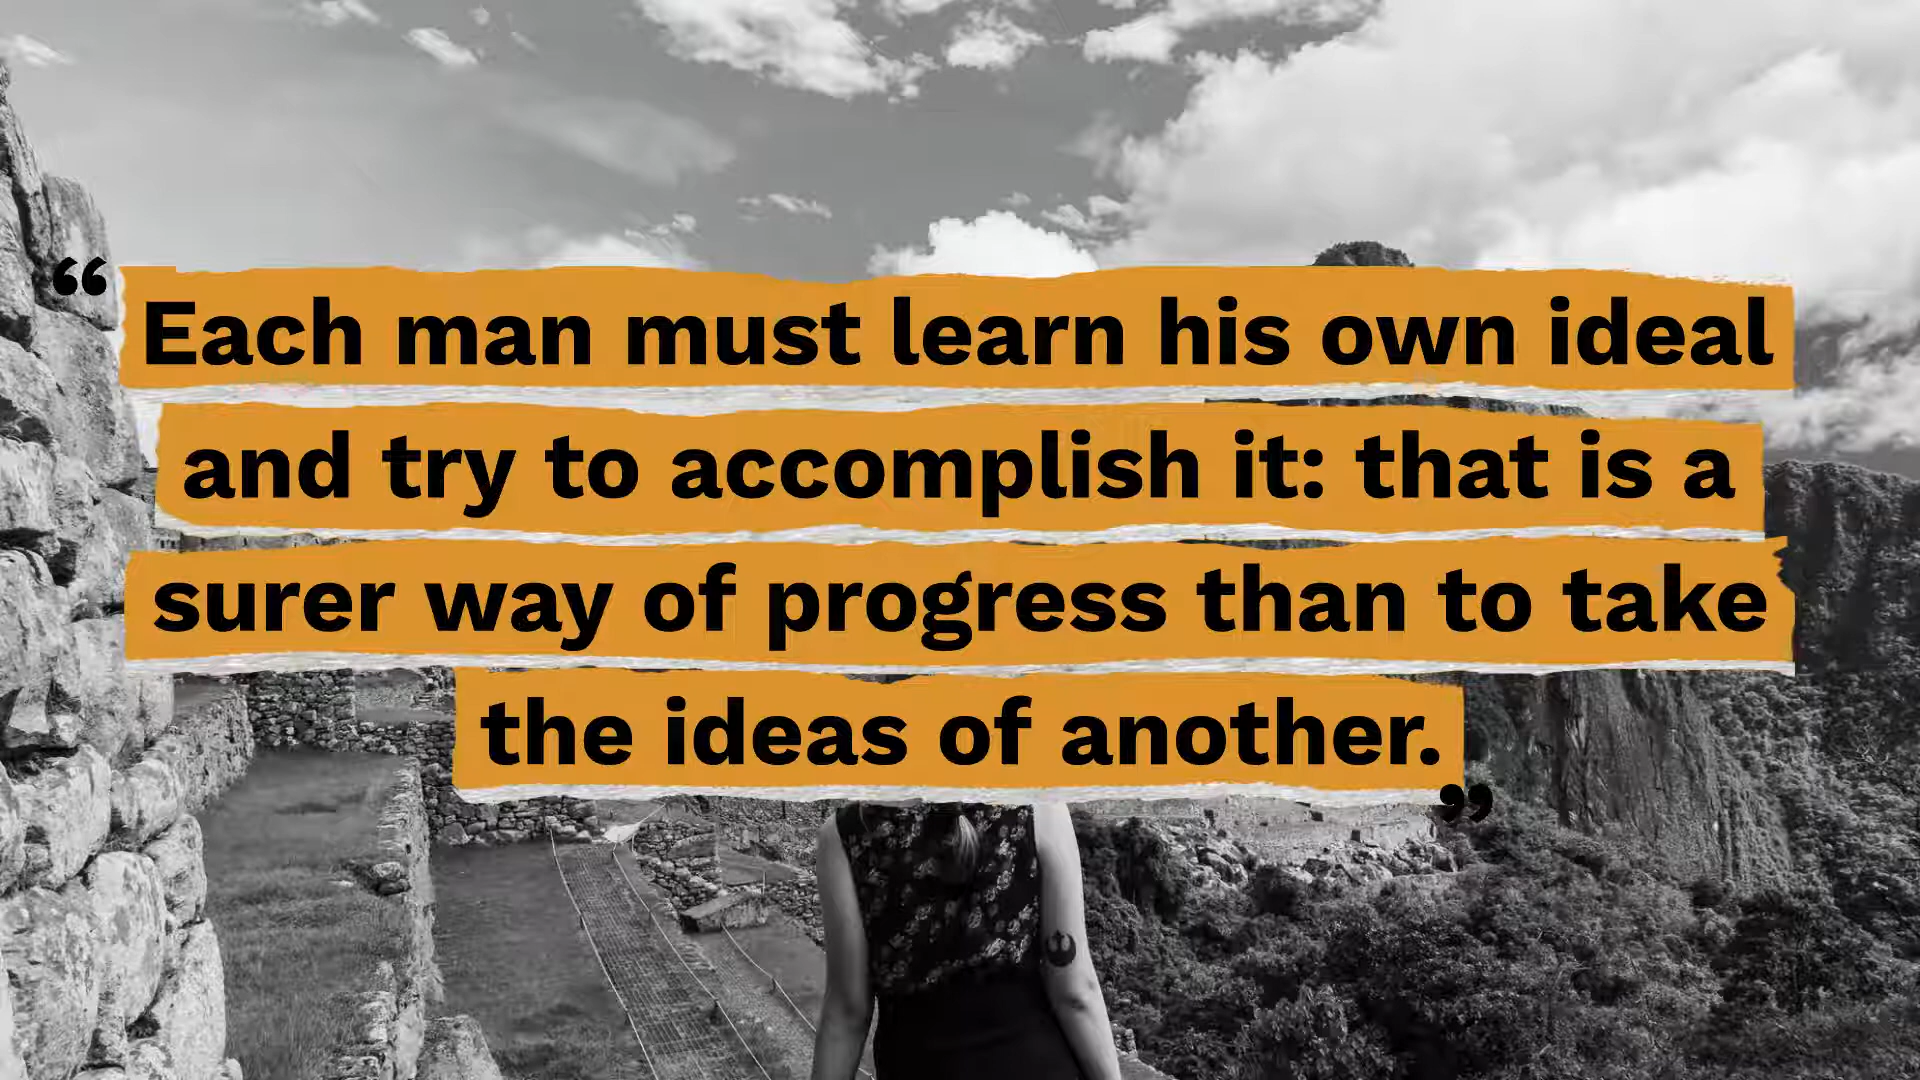 “Each man must learn his own ideal
and try to accomplish it: that is a
surer way of progress than to take
the ideas of another.”